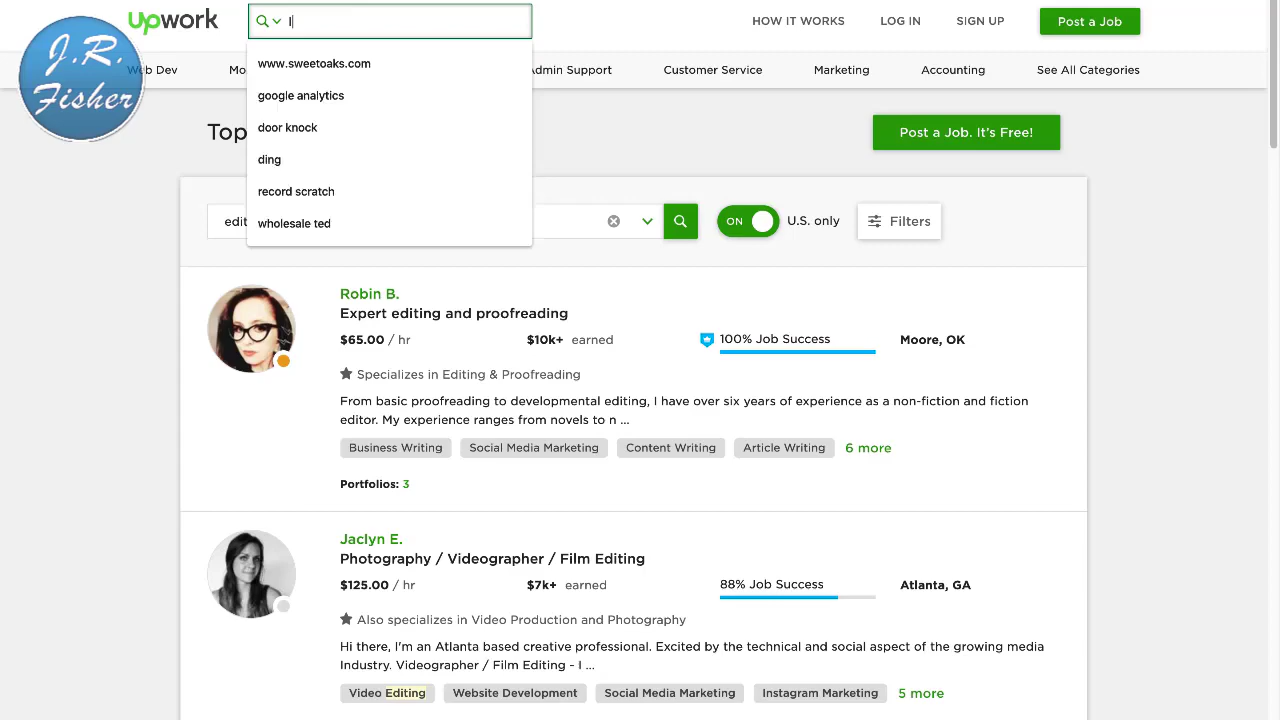 upwork
l
HOW IT WORKS
LOG IN
SIGN UP
Post a Job
J.R.
Fisher
Web Dev
Mo
Admin Support
Customer Service
Marketing
Accounting
See All Categories
www.sweetoaks.com
google analytics
door knock
ding
record scratch
wholesale ted
Top
Post a Job. It's Free!
edit
ON
U.S. only
Filters
Robin B.
Expert editing and proofreading
$65.00 / hr
$10k+ earned
100% Job Success
Moore, OK
Specializes in Editing & Proofreading
From basic proofreading to developmental editing, I have over six years of experience as a non-fiction and fiction
editor. My experience ranges from novels to n ...
Business Writing
Social Media Marketing
Content Writing
Article Writing
6 more
Portfolios: 3
Jaclyn E.
Photography / Videographer / Film Editing
$125.00 / hr
$7k+ earned
88% Job Success
Atlanta, GA
Also specializes in Video Production and Photography
Hi there, I'm an Atlanta based creative professional. Excited by the technical and social aspect of the growing media
Industry. Videographer / Film Editing - I ...
Video Editing
Website Development
Social Media Marketing
Instagram Marketing
5 more